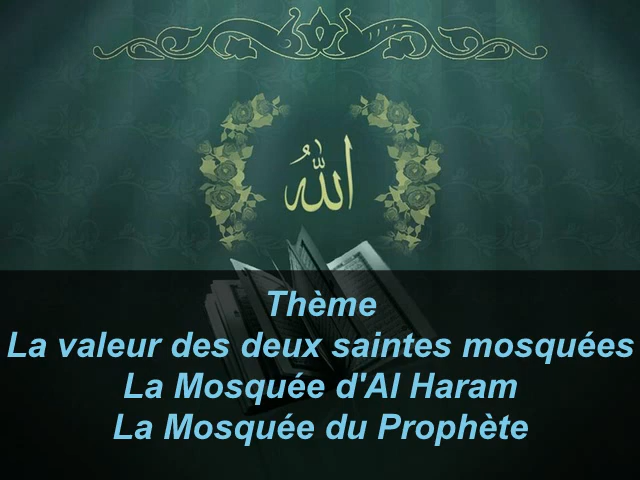 الله
Thème
La valeur des deux saintes mosquées
La Mosquée d'Al Haram
La Mosquée du Prophète